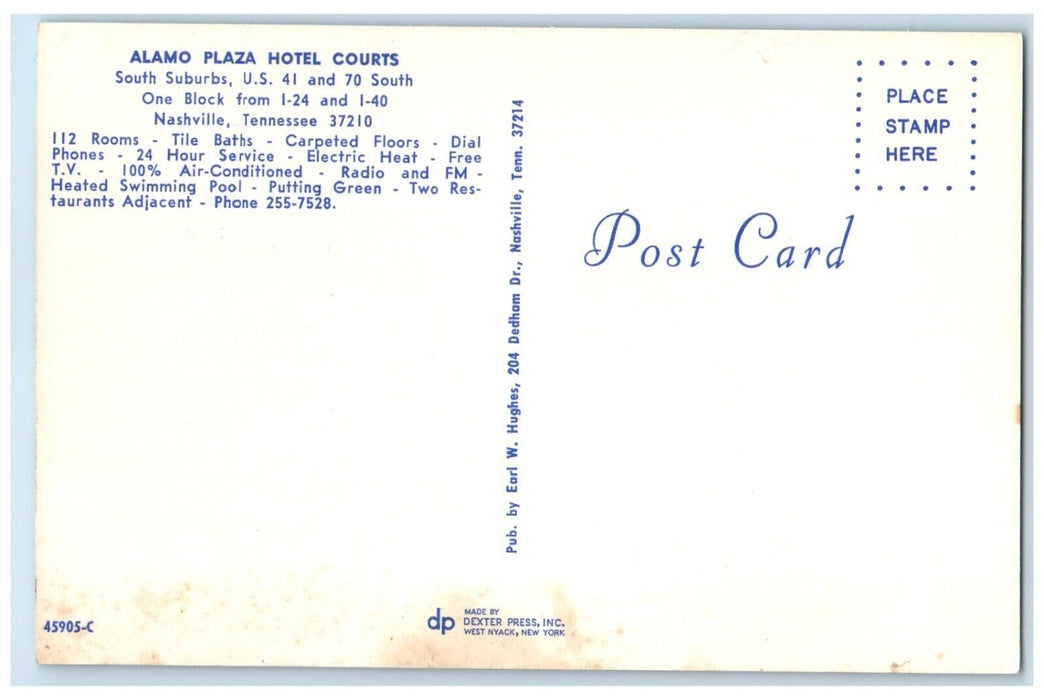 ALAMO PLAZA HOTEL COURTS
South Suburbs, U.S. 41 and 70 South
One Block from I-24 and I-40
Nashville, Tennessee 37210
112 Rooms - Tile Baths - Carpeted Floors - Dial
Phones - 24 Hour Service - Electric Heat - Free
T.V. - 100% Air-Conditioned - Radio and FM -
Heated Swimming Pool - Putting Green - Two Res-
taurants Adjacent - Phone 255-7528.
Pub. by Earl W. Hughes, 204 Dedham Dr., Nashville, Tenn. 37214
PLACE
STAMP
HERE
Post Card
45905-C
dp
MADE BY
DEXTER PRESS, INC.
WEST NYACK, NEW YORK